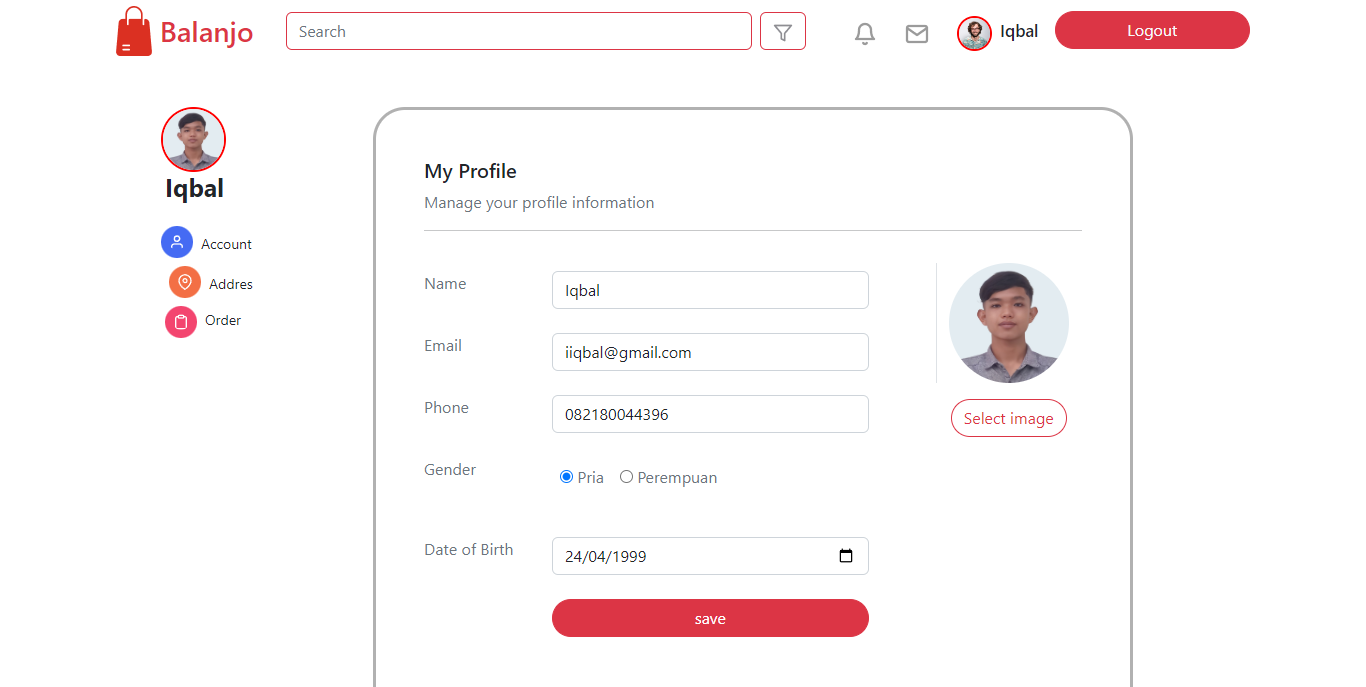 Balanjo
Search
Iqbal
Logout
Iqbal
Account
Addres
Order
My Profile
Manage your profile information
Name
Iqbal
Email
iiqbal@gmail.com
Phone
082180044396
Gender
Pria
Perempuan
Date of Birth
24/04/1999
save
Select image